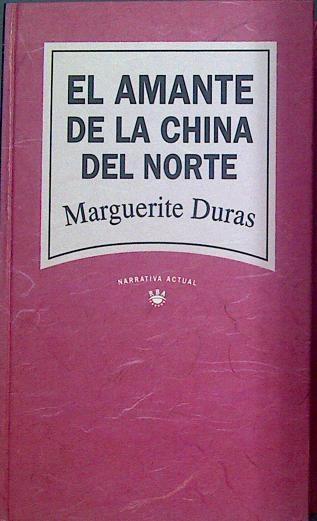 EL AMANTE
DE LA CHINA
DEL NORTE
Marguerite Duras
NARRATIVA ACTUAL
RBA